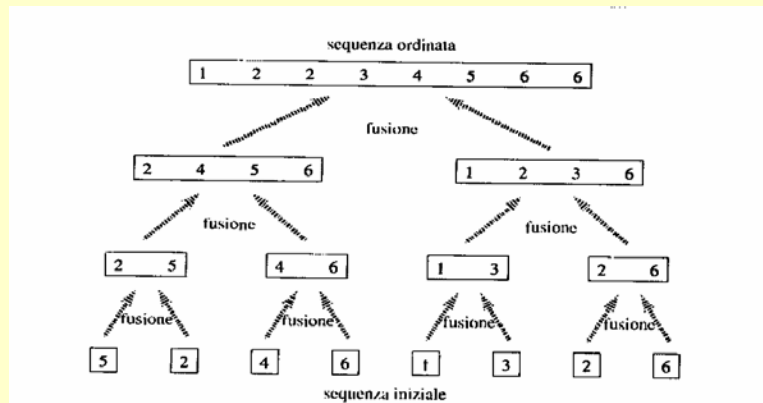 sequenza ordinata
1 2 2 3 4 5 6 6
fusione
2 4 5 6
1 2 3 6
fusione
fusione
2 5
4 6
1 3
2 6
fusione
fusione
fusione
fusione
5 2 4 6 1 3 2 6
sequenza iniziale